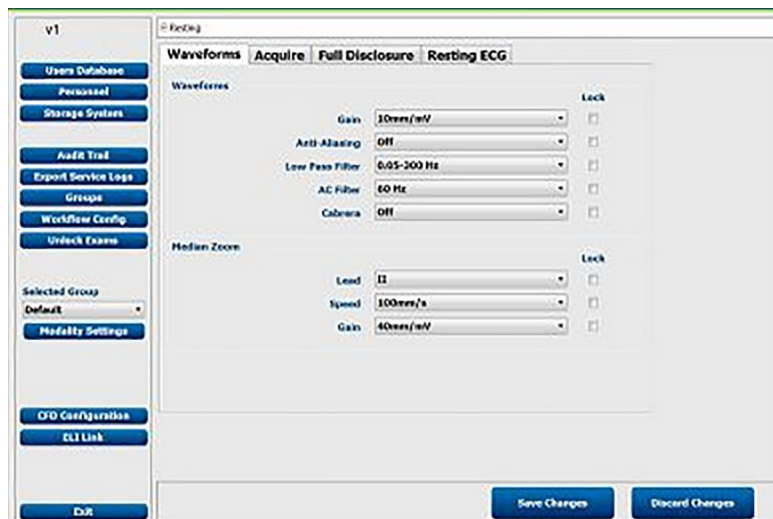 v1
Users Database
Personnel
Storage System
Audit Trail
Export Service Logs
Groups
Workflow Config
Unlock Exams
Selected Group
Default
Modality Settings
CFD Configuration
ELI Link
Exit
Resting
Waveforms Acquire Full Disclosure Resting ECG
Waveforms
Lock
Gain 10mm/mV
Anti-Aliasing Off
Low Pass Filter 0.05-300 Hz
AC Filter 60 Hz
Cabrera Off
Median Zoom
Lock
Lead II
Speed 100mm/s
Gain 40mm/mV
Save Changes Discard Changes